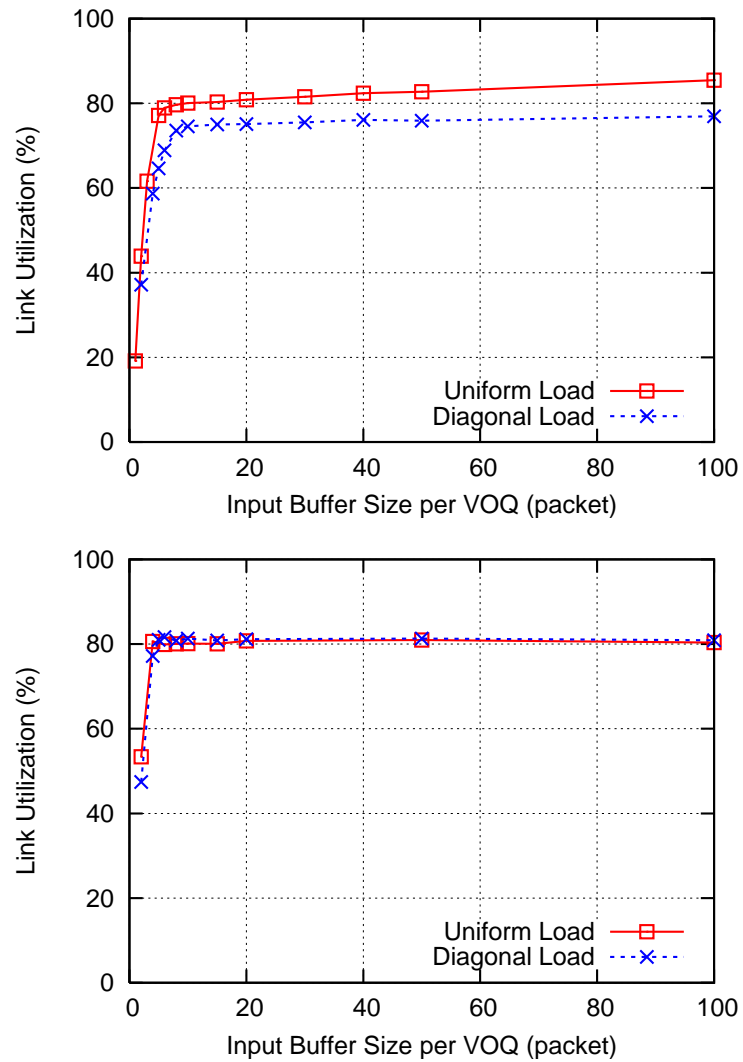 100
80
60
40
20
0
Link Utilization (%)
Uniform Load
Diagonal Load
0 20 40 60 80 100
Input Buffer Size per VOQ (packet)
100
80
60
40
20
0
Link Utilization (%)
Uniform Load
Diagonal Load
0 20 40 60 80 100
Input Buffer Size per VOQ (packet)